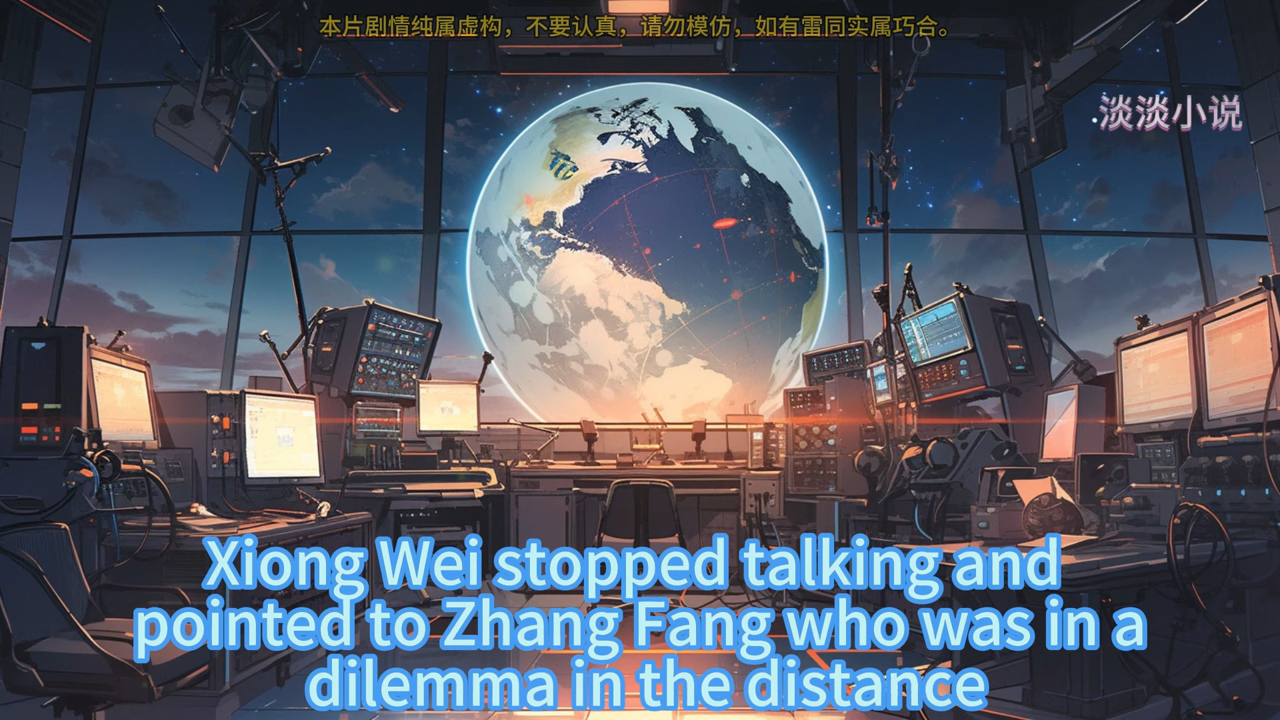 本片剧情纯属虚构，不要认真，请勿模仿，如有雷同实属巧合。
.淡淡小说
Xiong Wei stopped talking and
pointed to Zhang Fang who was in a
dilemma in the distance